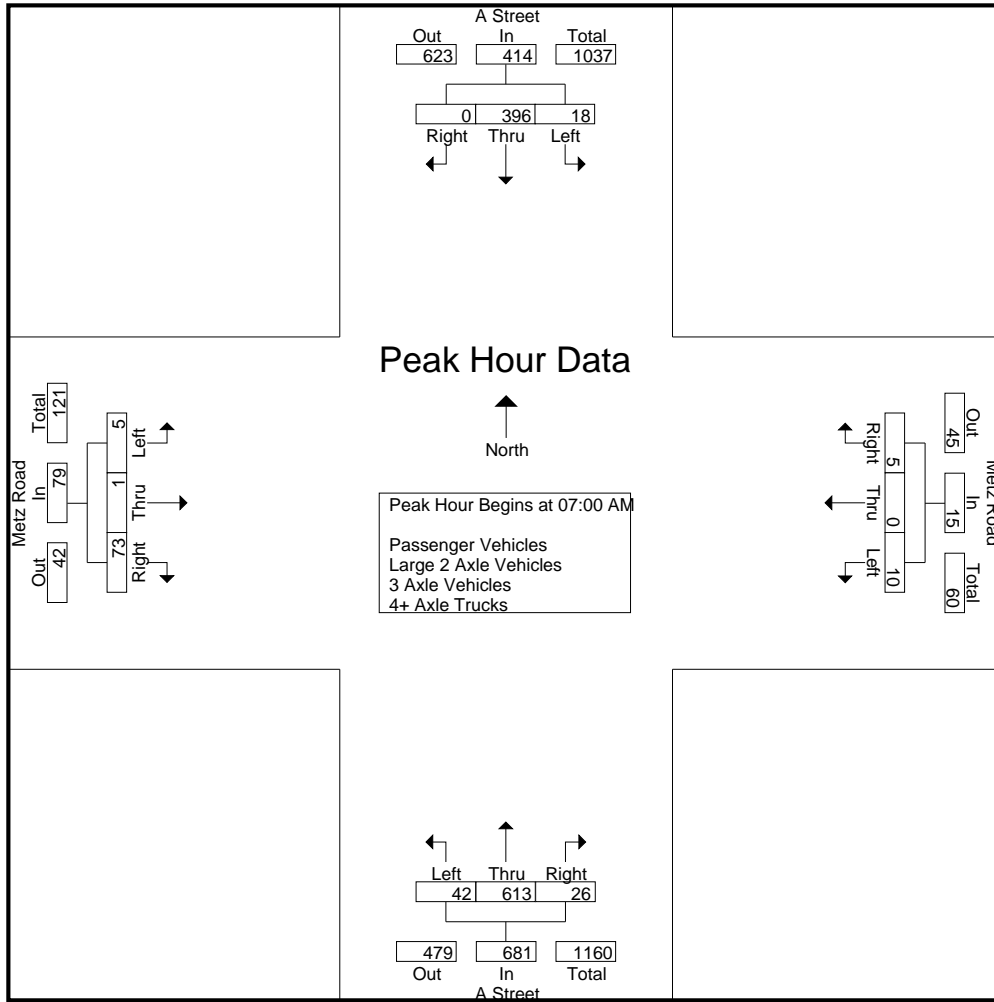 A Street
Out In Total
623 414 1037
0 396 18
Right Thru Left
Peak Hour Data
North
Peak Hour Begins at 07:00 AM
Passenger Vehicles
Large 2 Axle Vehicles
3 Axle Vehicles
4+ Axle Trucks
Metz Road
Out In Total
42 79 121
73 1 5
Right Thru Left
Metz Road
Out In Total
45 15 60
5 0 10
Right Thru Left
Left Thru Right
42 613 26
479 681 1160
Out In Total
A Street